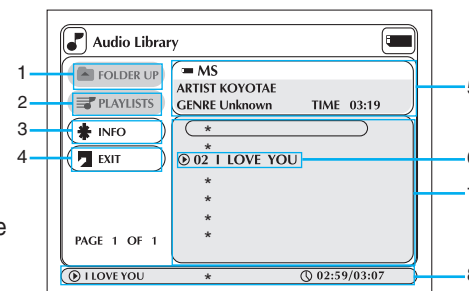 Audio Library
1 FOLDER UP
2 PLAYLISTS
3 INFO
4 EXIT
PAGE 1 OF 1
MS
ARTIST KOYOTAE
GENRE Unknown TIME 03:19
*
*
02 I LOVE YOU
*
*
*
*
I LOVE YOU * 02:59/03:07
e